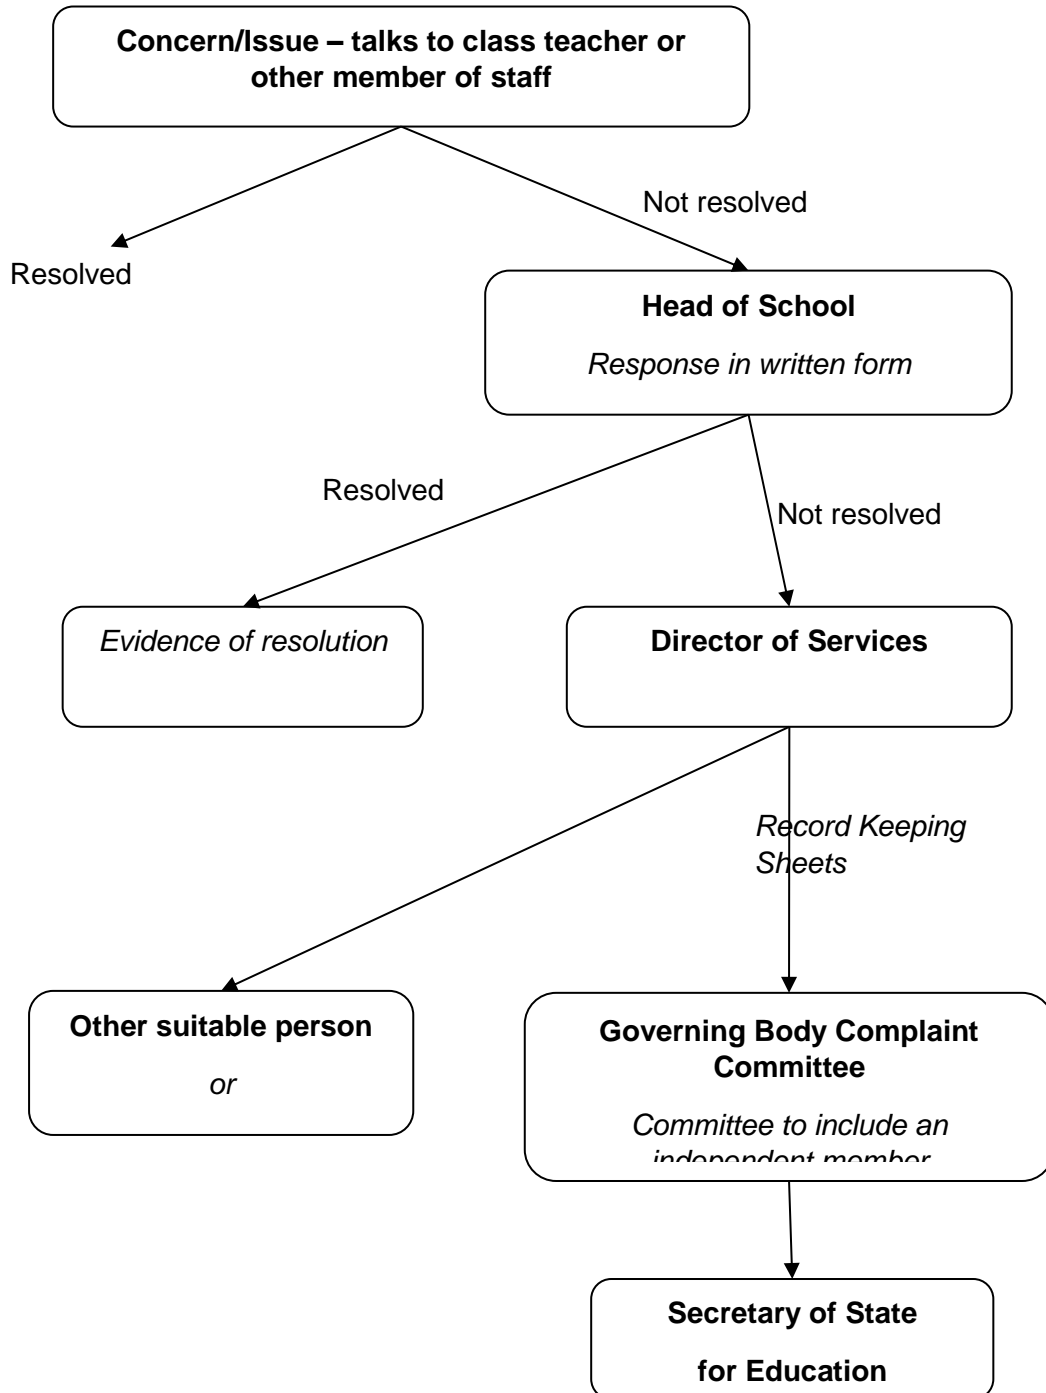 Concern/Issue – talks to class teacher or
other member of staff
Not resolved
Resolved
Head of School
Response in written form
Resolved
Not resolved
Evidence of resolution
Director of Services
Record Keeping
Sheets
Other suitable person
or
Governing Body Complaint
Committee
Committee to include an
independent member
Secretary of State
for Education